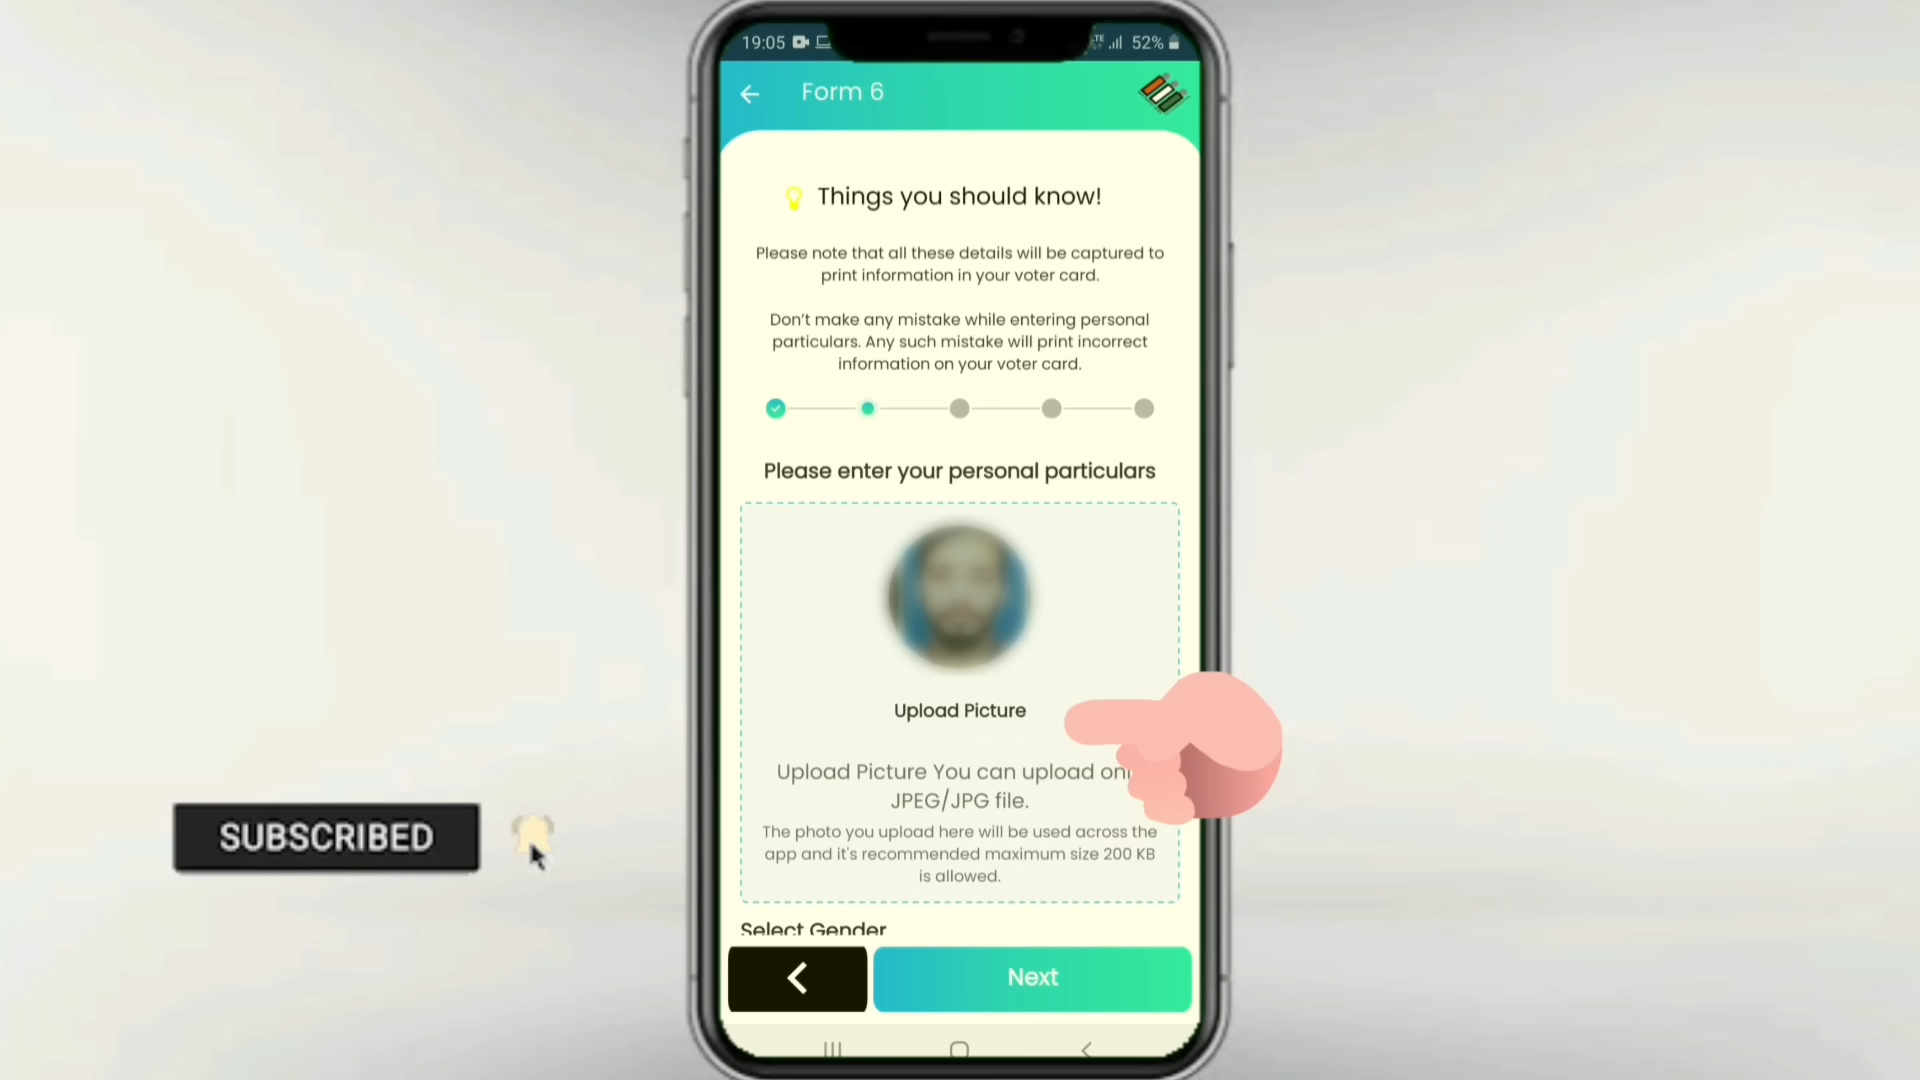 19:05
52%
Form 6
Things you should know!
Please note that all these details will be captured to
print information in your voter card.
Don't make any mistake while entering personal
particulars. Any such mistake will print incorrect
information on your voter card.
Please enter your personal particulars
Upload Picture
Upload Picture You can upload
JPEG/JPG file.
The photo you upload here will be used across the
app and it's recommended maximum size 200 KB
is allowed.
SUBSCRIBED
Select Gender
Next